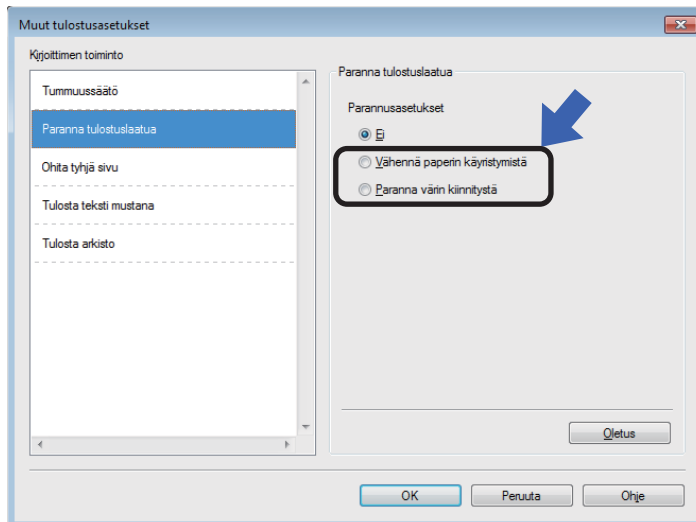 Muut tulostusasetukset
Kirjoittimen toiminto
Tummuussäätö
Paranna tulostuslaatua
Ohita tyhjä sivu
Tulosta teksti mustana
Tulosta arkisto
Paranna tulostuslaatua
Parannusasetukset
Ei
Vähennä paperin käyristymistä
Paranna värin kiinnitystä
Oletus
OK
Peruuta
Ohje